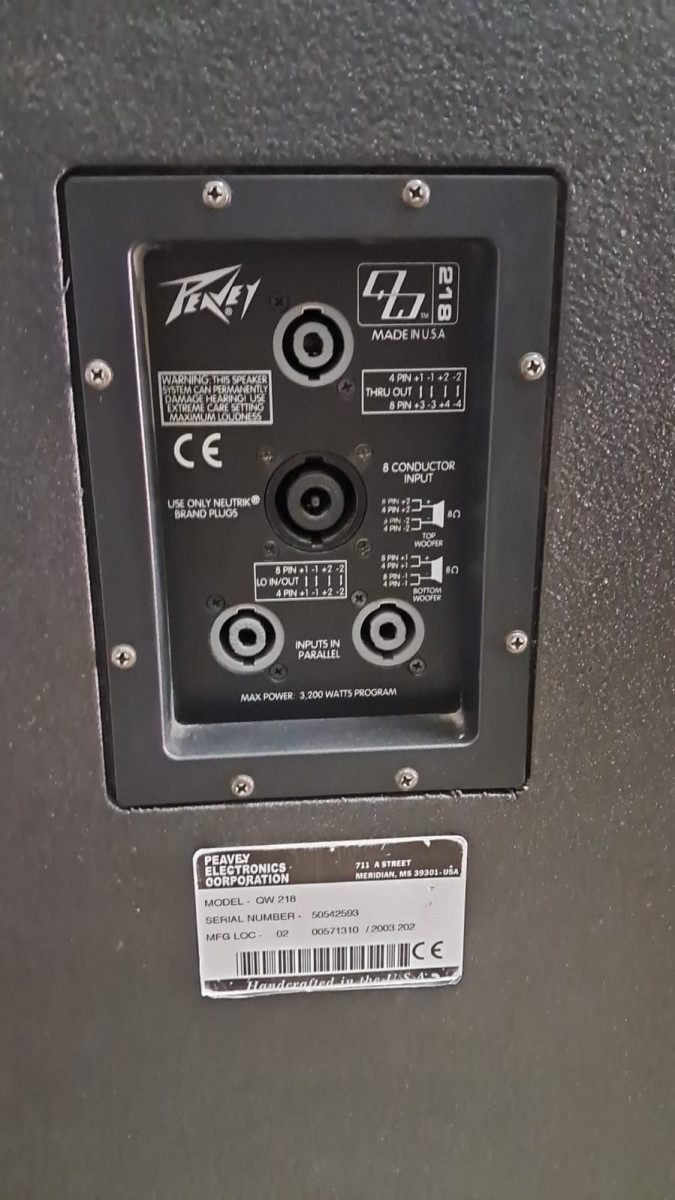 PEAVEY®
QW™ 218
MADE IN U.S.A
WARNING: THIS SPEAKER
SYSTEM CAN PERMANENTLY
DAMAGE HEARING! USE
EXTREME CARE SETTING
MAXIMUM LOUDNESS
4 PIN +1 -1 +2 -2
THRU OUT
8 PIN +3 -3 +4 -4
CE
8 CONDUCTOR
INPUT
USE ONLY NEUTRIK®
BRAND PLUGS
8 PIN +2
4 PIN +2
8 PIN -2
4 PIN -2
8Ω
TOP
WOOFER
8 PIN +1
4 PIN +1
8 PIN -1
4 PIN -1
8Ω
BOTTOM
WOOFER
8 PIN +1 -1 +2 -2
LO IN/OUT
4 PIN +1 -1 +2 -2
INPUTS IN
PARALLEL
MAX POWER: 3,200 WATTS PROGRAM
PEAVEY
ELECTRONICS
CORPORATION
711 A STREET
MERIDIAN, MS 39301-USA
MODEL - QW 218
SERIAL NUMBER - 50542593
MFG LOC - 02 00571310 / 2003 202
CE
Handcrafted in the U.S.A.